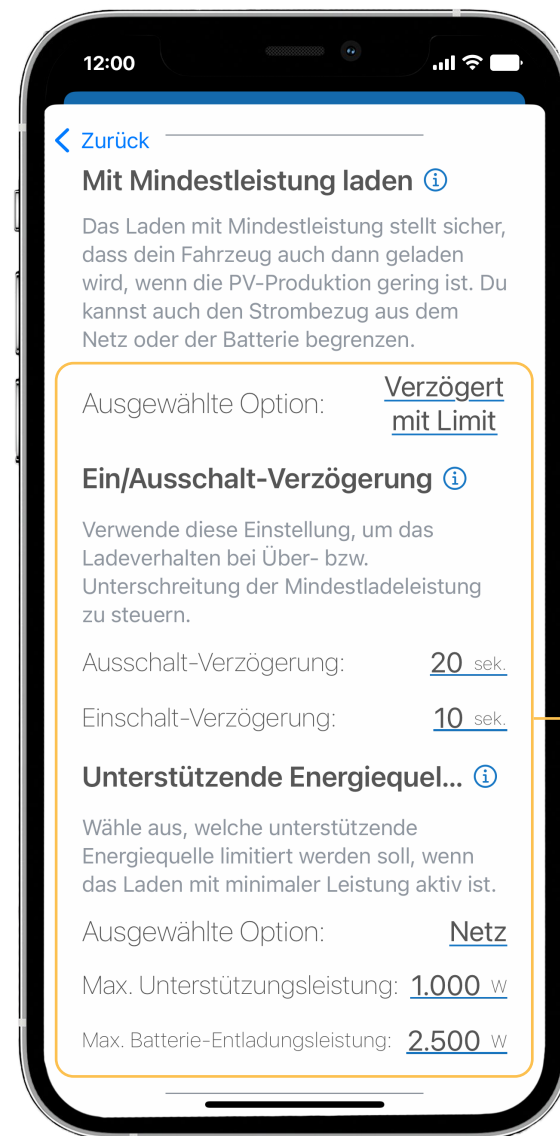 12:00
Zurück
Mit Mindestleistung laden
Das Laden mit Mindestleistung stellt sicher,
dass dein Fahrzeug auch dann geladen
wird, wenn die PV-Produktion gering ist. Du
kannst auch den Strombezug aus dem
Netz oder der Batterie begrenzen.
Ausgewählte Option: Verzögert
mit Limit
Ein/Ausschalt-Verzögerung
Verwende diese Einstellung, um das
Ladeverhalten bei Über- bzw.
Unterschreitung der Mindestladeleistung
zu steuern.
Ausschalt-Verzögerung: 20 sek.
Einschalt-Verzögerung: 10 sek.
Unterstützende Energiequel...
Wähle aus, welche unterstützende
Energiequelle limitiert werden soll, wenn
das Laden mit minimaler Leistung aktiv ist.
Ausgewählte Option: Netz
Max. Unterstützungsleistung: 1.000 W
Max. Batterie-Entladungsleistung: 2.500 W